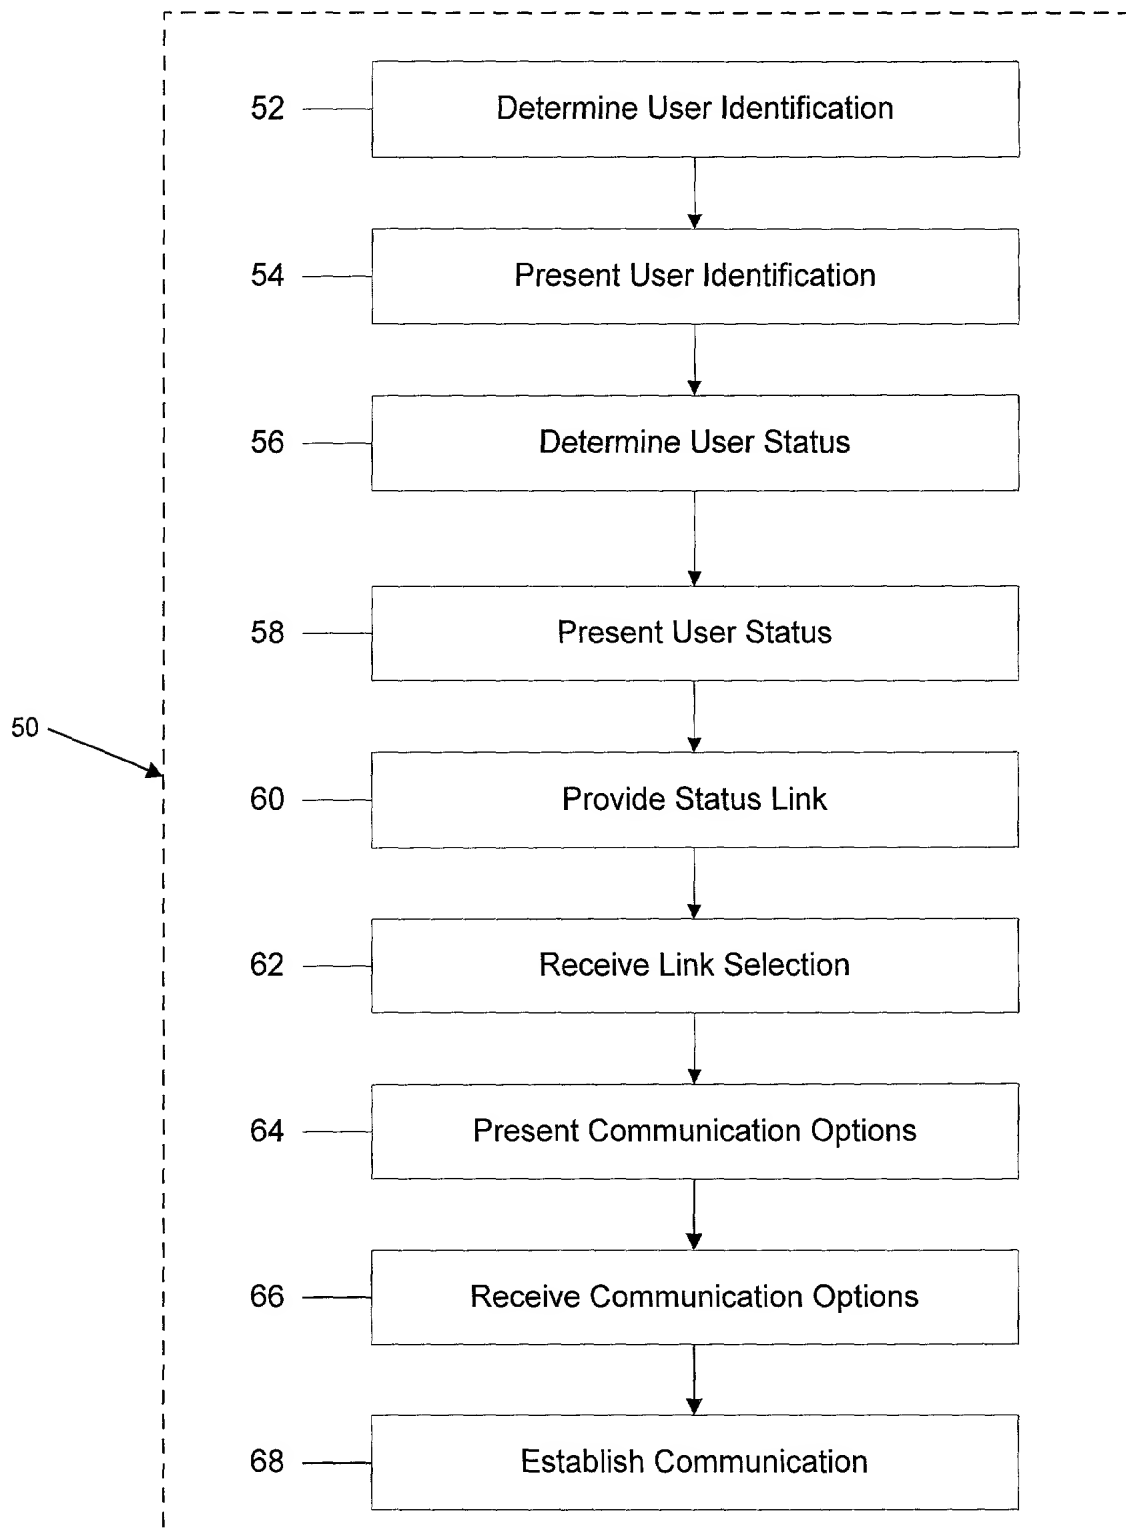 52 Determine User Identification
54 Present User Identification
56 Determine User Status
58 Present User Status
50
60 Provide Status Link
62 Receive Link Selection
64 Present Communication Options
66 Receive Communication Options
68 Establish Communication